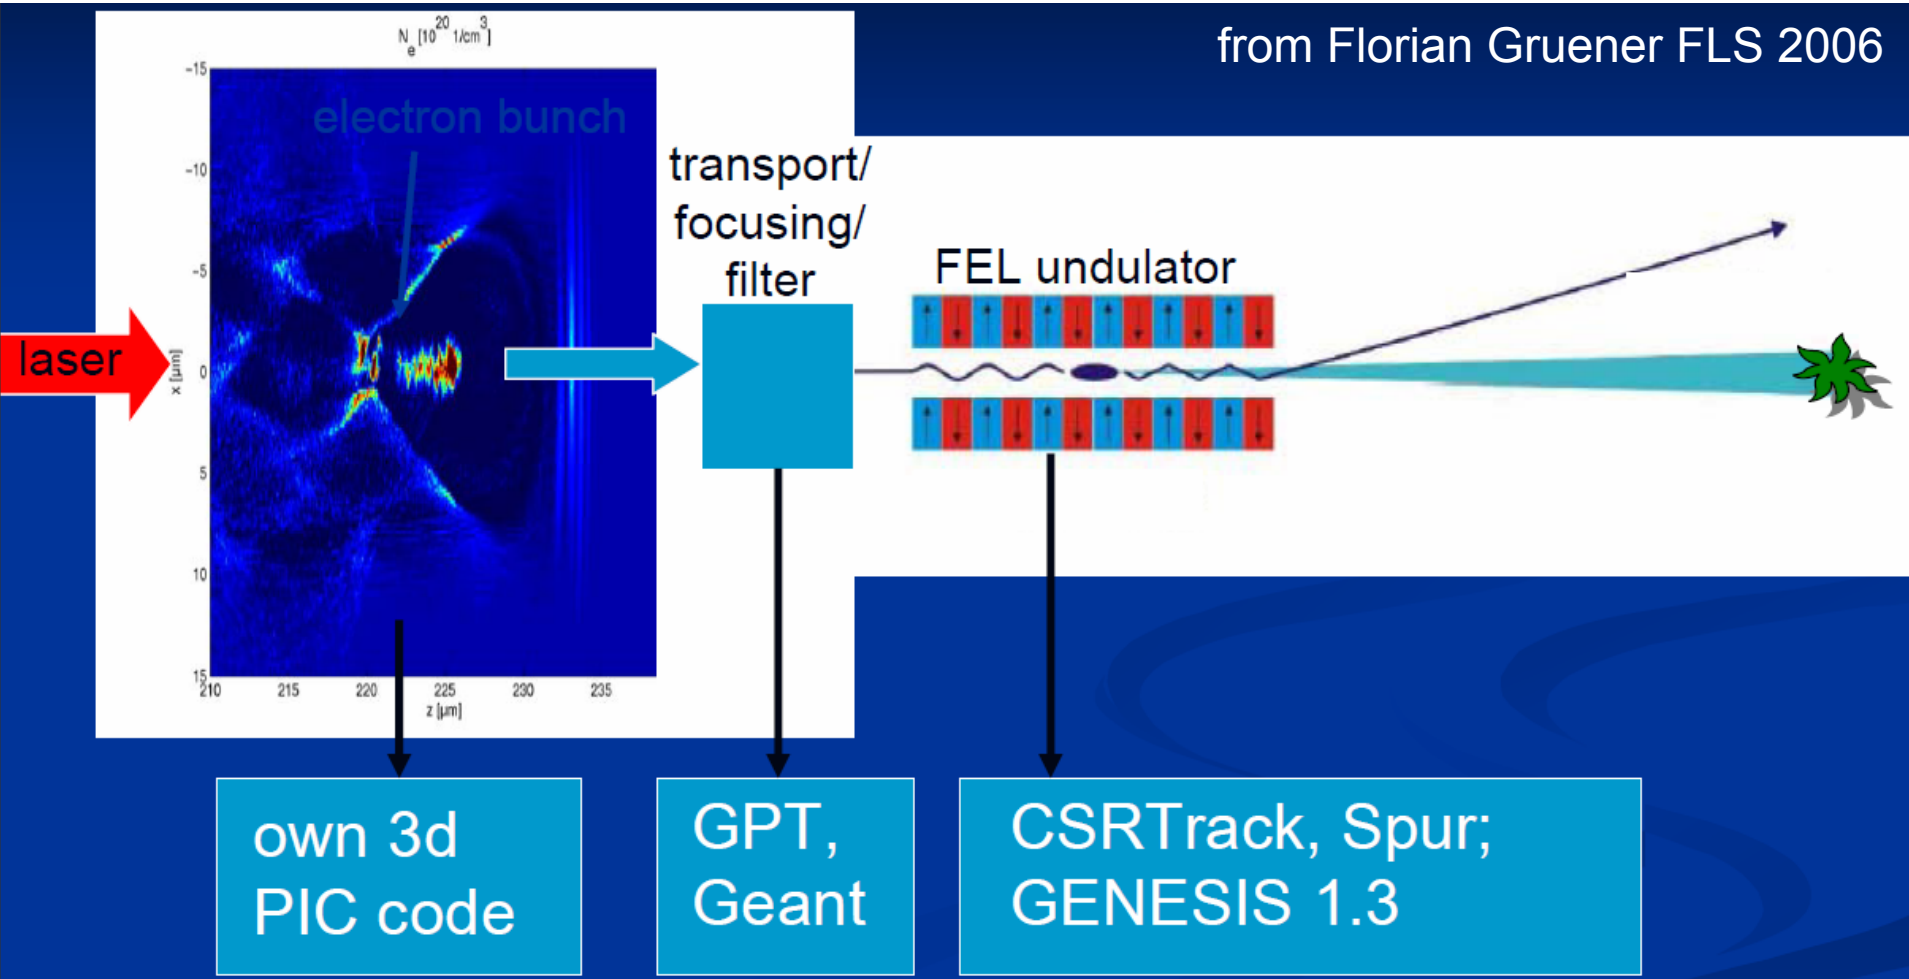 from Florian Gruener FLS 2006
N_e [10^20 1/cm^3]
electron bunch
-15
-10
-5
0
5
10
15
x [µm]
210 215 220 225 230 235
z [µm]
laser
transport/
focusing/
filter
FEL undulator
own 3d
PIC code
GPT,
Geant
CSRTrack, Spur;
GENESIS 1.3